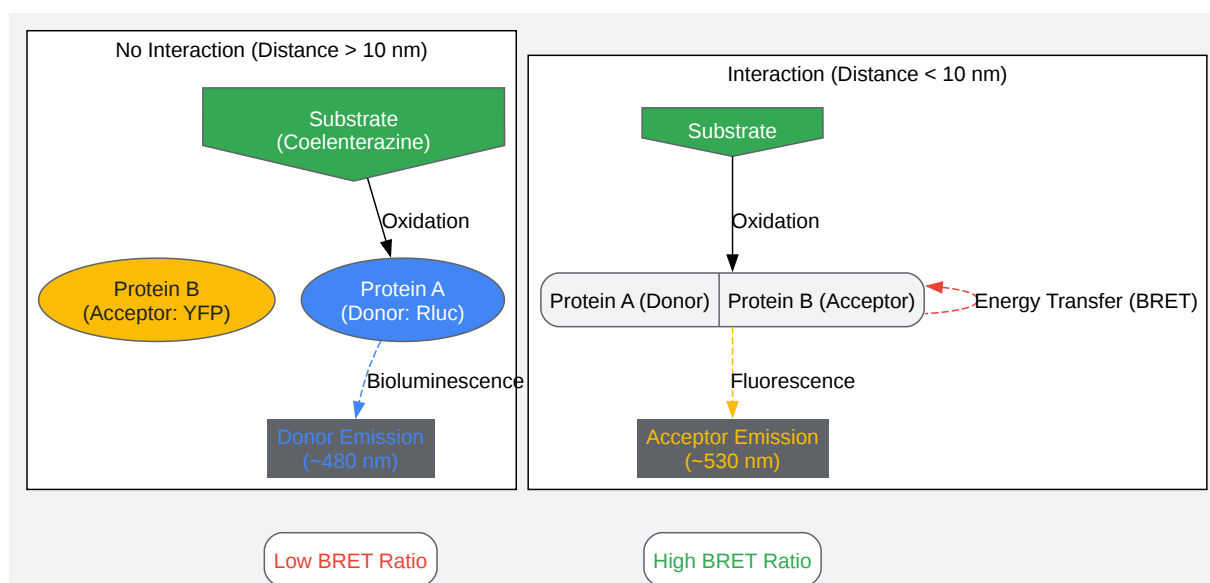 No Interaction (Distance > 10 nm)
Substrate
(Coelenterazine)
Oxidation
Protein B
(Acceptor: YFP)
Protein A
(Donor: Rluc)
Bioluminescence
Donor Emission
(~480 nm)
Interaction (Distance < 10 nm)
Substrate
Oxidation
Protein A (Donor)
Protein B (Acceptor)
Energy Transfer (BRET)
Fluorescence
Acceptor Emission
(~530 nm)
Low BRET Ratio
High BRET Ratio